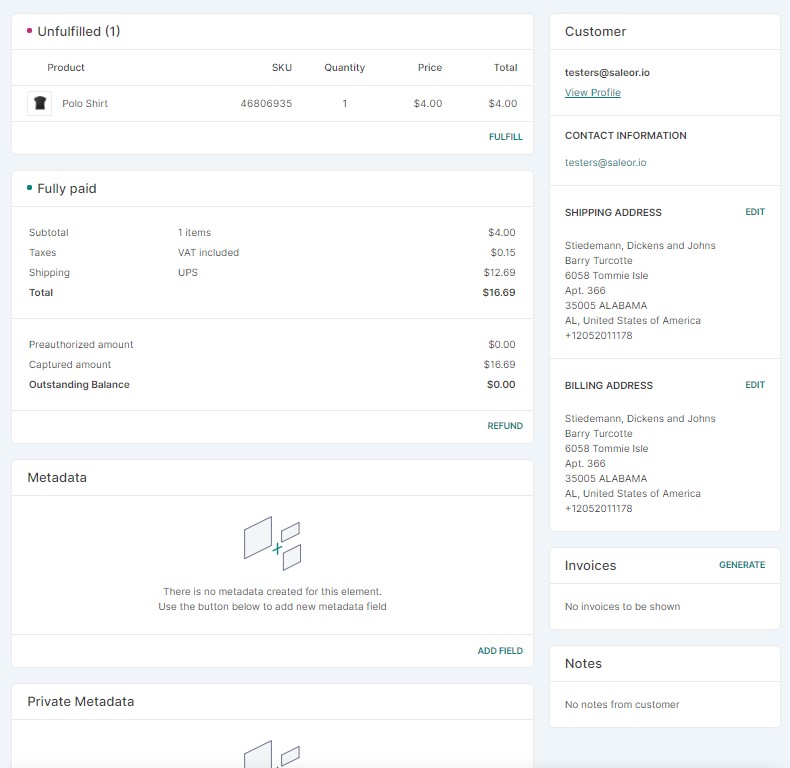 Unfulfilled (1)
Product SKU Quantity Price Total
Polo Shirt 46806935 1 $4.00 $4.00
FULFILL
Fully paid
Subtotal 1 items $4.00
Taxes VAT included $0.15
Shipping UPS $12.69
Total $16.69
Preauthorized amount $0.00
Captured amount $16.69
Outstanding Balance $0.00
REFUND
Metadata
There is no metadata created for this element.
Use the button below to add new metadata field
ADD FIELD
Private Metadata
Customer
testers@saleor.io
View Profile
CONTACT INFORMATION
testers@saleor.io
SHIPPING ADDRESS EDIT
Stiedemann, Dickens and Johns
Barry Turcotte
6058 Tommie Isle
Apt. 366
35005 ALABAMA
AL, United States of America
+12052011178
BILLING ADDRESS EDIT
Stiedemann, Dickens and Johns
Barry Turcotte
6058 Tommie Isle
Apt. 366
35005 ALABAMA
AL, United States of America
+12052011178
Invoices GENERATE
No invoices to be shown
Notes
No notes from customer